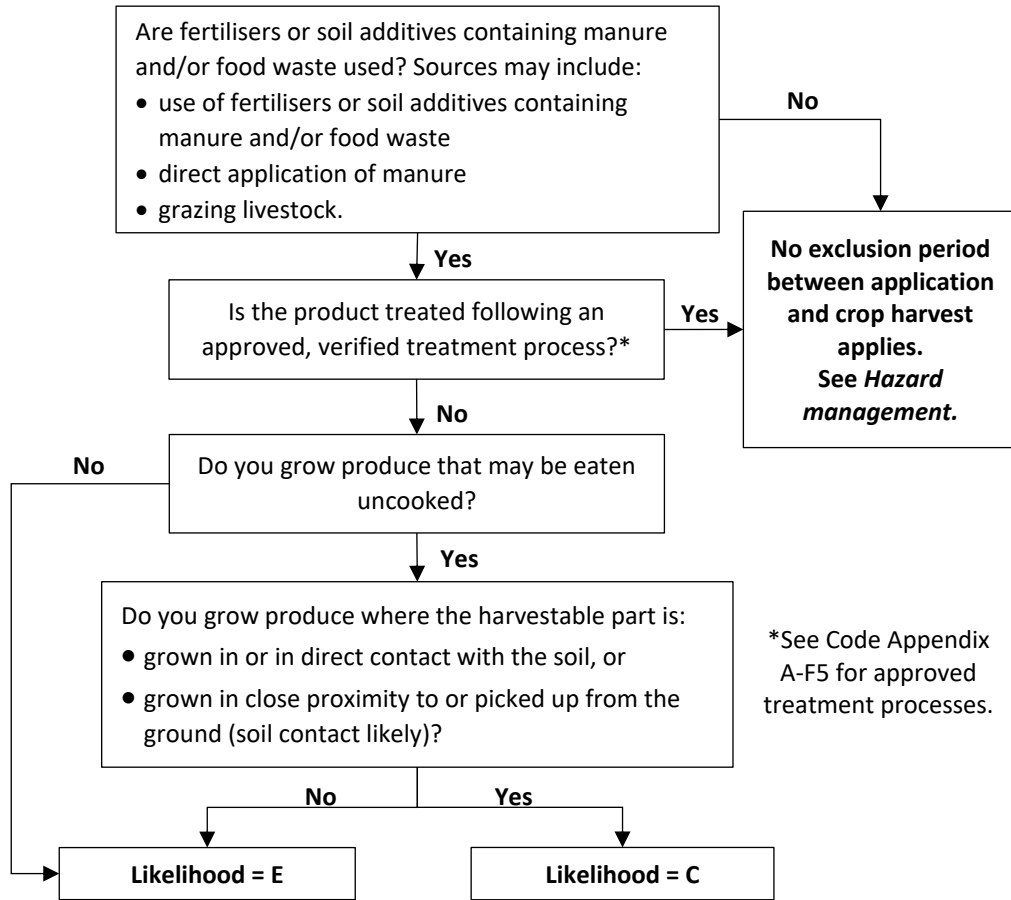 Are fertilisers or soil additives containing manure
and/or food waste used? Sources may include:
• use of fertilisers or soil additives containing
manure and/or food waste
• direct application of manure
• grazing livestock.
No
Yes
No exclusion period
between application
and crop harvest
applies.
See Hazard
management.
Is the product treated following an
approved, verified treatment process?*
Yes
No
No
Do you grow produce that may be eaten
uncooked?
Yes
Do you grow produce where the harvestable part is:
• grown in or in direct contact with the soil, or
• grown in close proximity to or picked up from the
ground (soil contact likely)?
*See Code Appendix
A-F5 for approved
treatment processes.
No
Yes
Likelihood = E
Likelihood = C